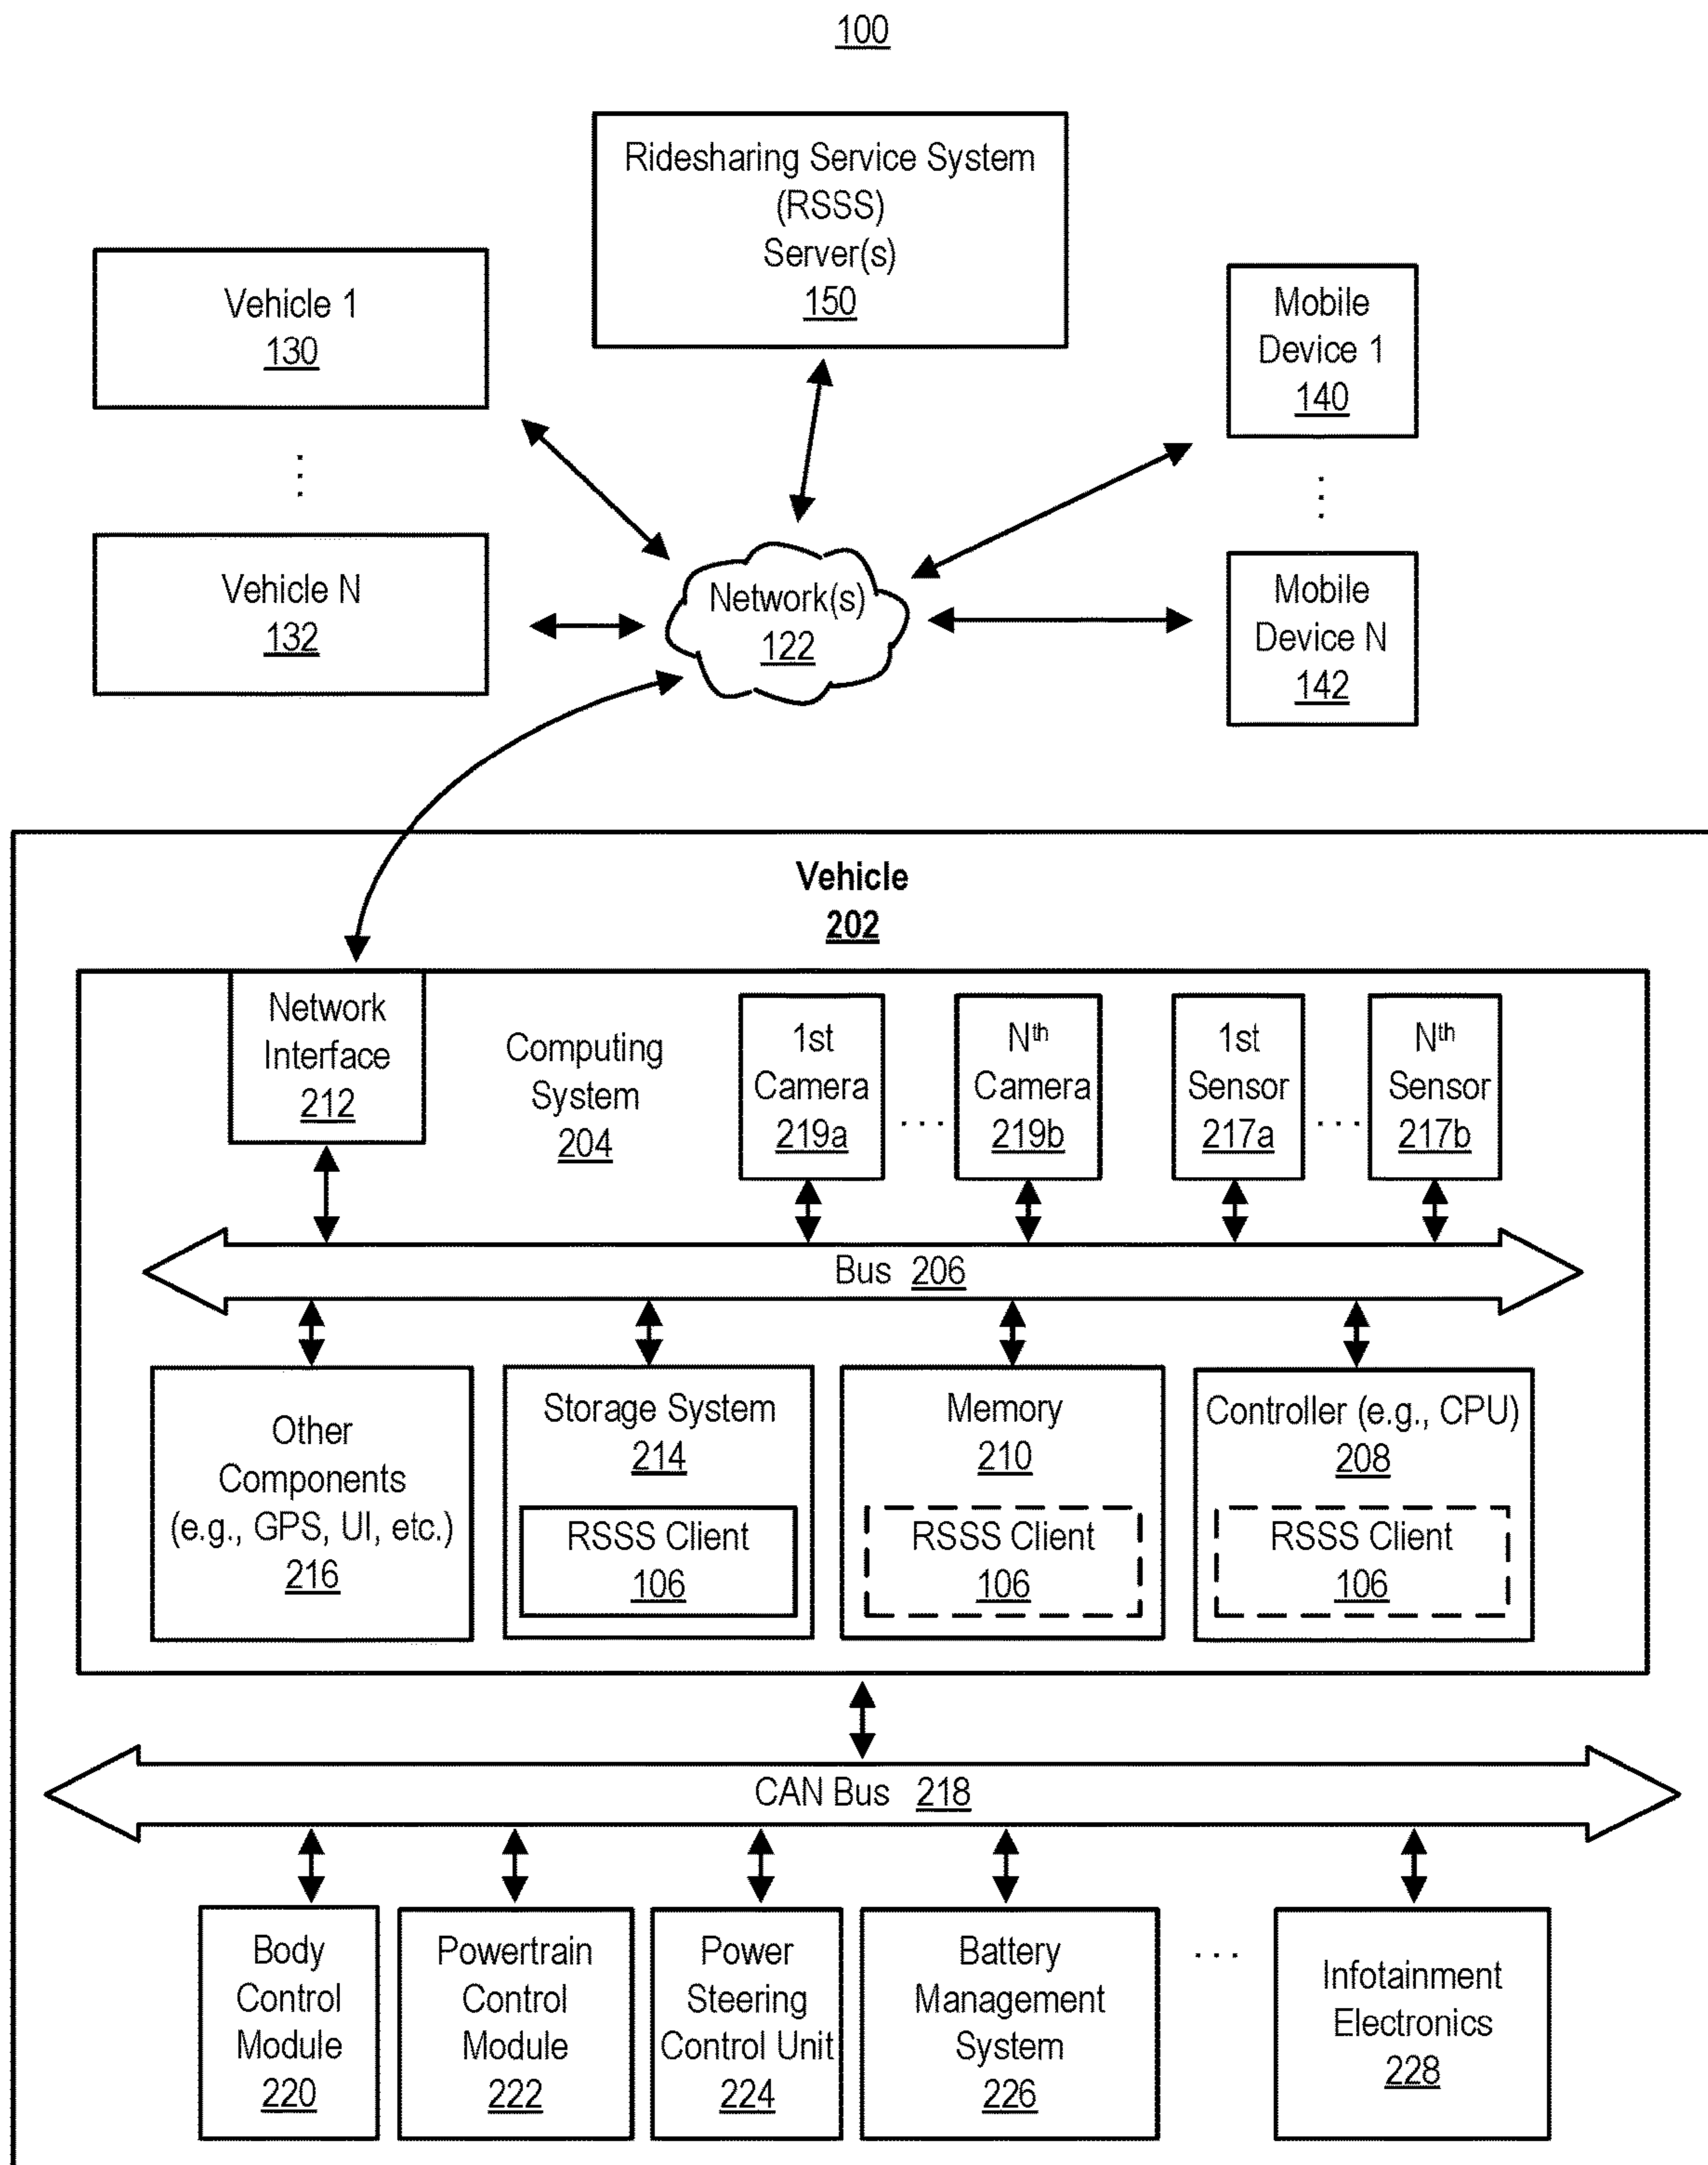 100
Ridesharing Service System
(RSSS)
Server(s)
150
Vehicle 1
130
⋮
Vehicle N
132
Mobile
Device 1
140
⋮
Mobile
Device N
142
Network(s)
122
Vehicle
202
Network
Interface
212
Computing
System
204
1st
Camera
219a
...
Nth
Camera
219b
1st
Sensor
217a
...
Nth
Sensor
217b
Bus 206
Other
Components
(e.g., GPS, UI, etc.)
216
Storage System
214
RSSS Client
106
Memory
210
RSSS Client
106
Controller (e.g., CPU)
208
RSSS Client
106
CAN Bus 218
Body
Control
Module
220
Powertrain
Control
Module
222
Power
Steering
Control Unit
224
Battery
Management
System
226
...
Infotainment
Electronics
228